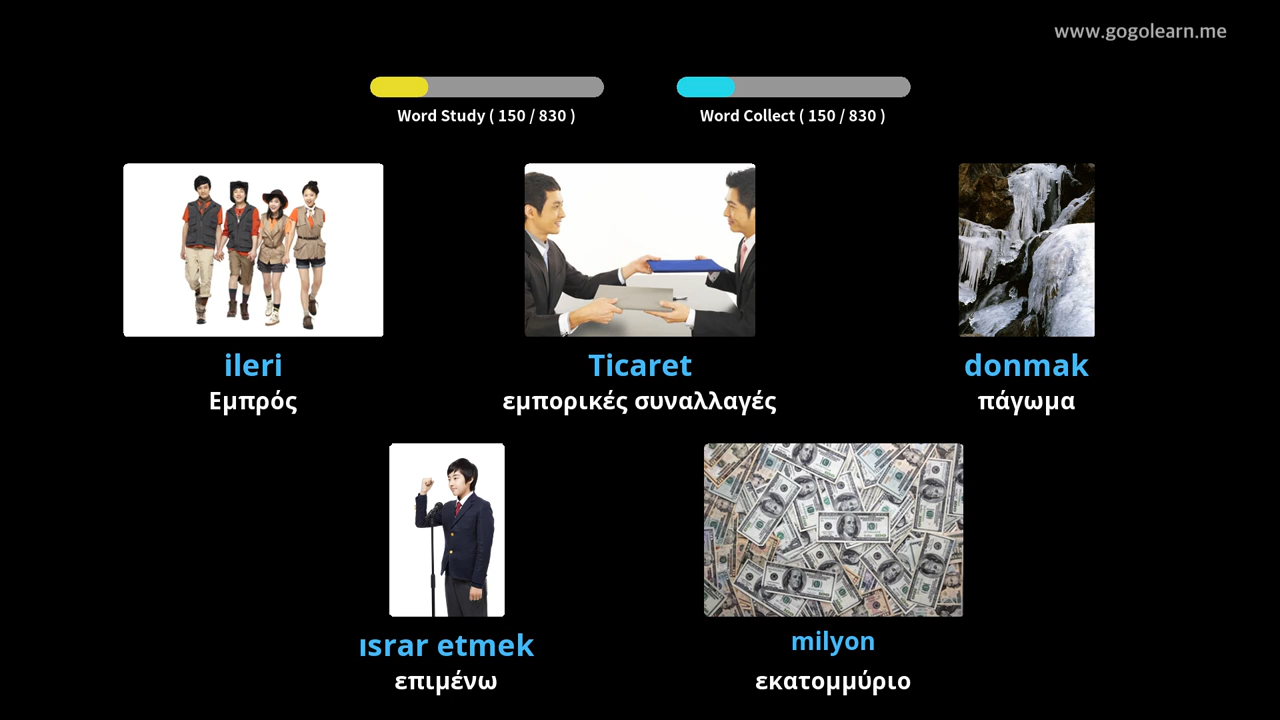 www.gogolearn.me
Word Study ( 150 / 830 )
Word Collect ( 150 / 830 )
ileri
Εμπρός
Ticaret
εμπορικές συναλλαγές
donmak
πάγωμα
ısrar etmek
επιμένω
milyon
εκατομμύριο